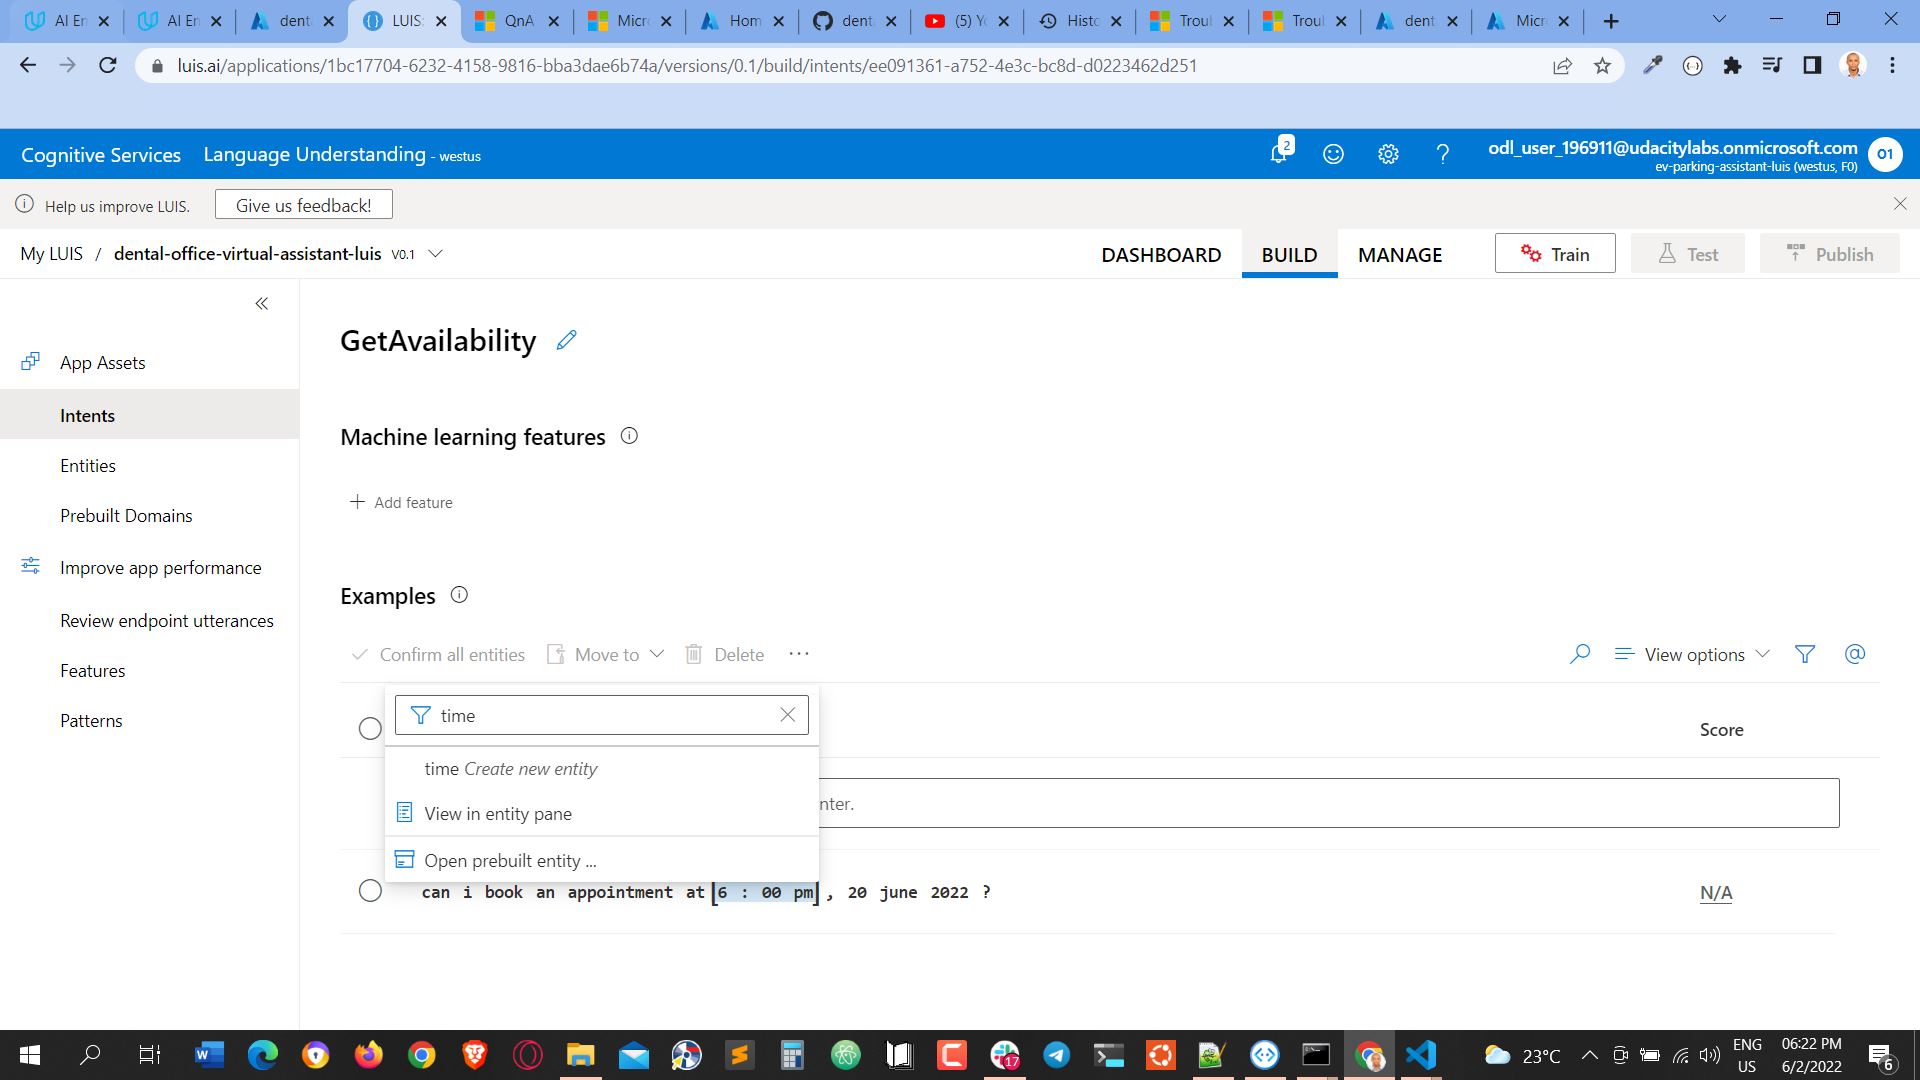 AI En
AI En
denta
LUIS:
QnA
Micro
Hom
denta
(5) Yo
Histo
Troul
Troul
dent
Micro
luis.ai/applications/1bc17704-6232-4158-9816-bba3dae6b74a/versions/0.1/build/intents/ee091361-a752-4e3c-bc8d-d0223462d251
Cognitive Services Language Understanding - westus
2
odl_user_196911@udacitylabs.onmicrosoft.com
ev-parking-assistant-luis (westus, F0)
O1
Help us improve LUIS. Give us feedback!
My LUIS / dental-office-virtual-assistant-luis V0.1
DASHBOARD BUILD MANAGE Train Test Publish
App Assets
Intents
Entities
Prebuilt Domains
Improve app performance
Review endpoint utterances
Features
Patterns
GetAvailability
Machine learning features
+ Add feature
Examples
Confirm all entities Move to Delete ...
View options @
time
time Create new entity
View in entity pane
Open prebuilt entity ...
Score
nter.
can i book an appointment at [6 : 00 pm] , 20 june 2022 ?
N/A
17
23°C
ENG
US
06:22 PM
6/2/2022
6